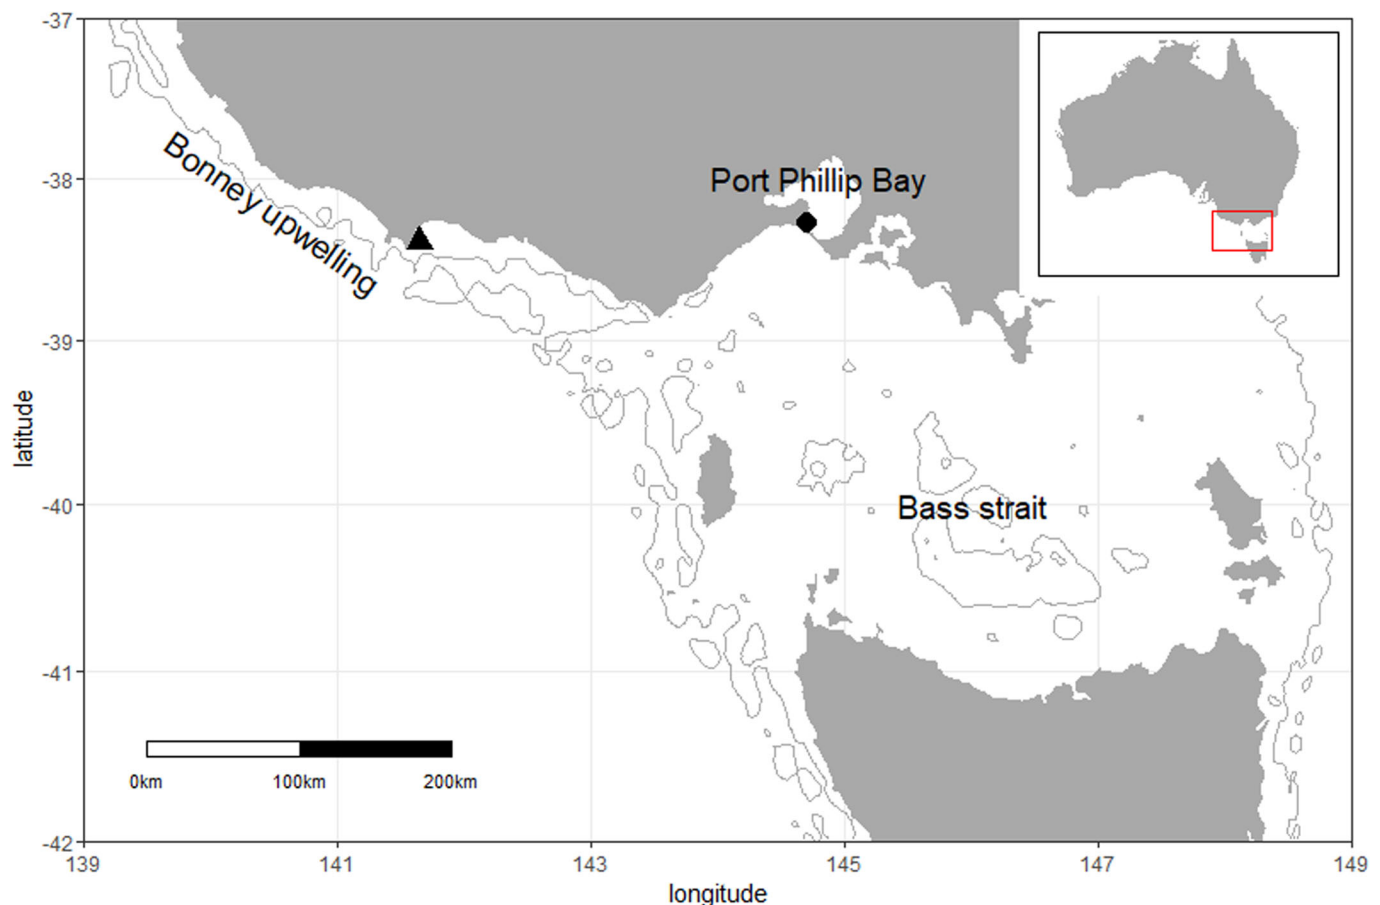 -37
-38
-39
-40
-41
-42
latitude
Bonney upwelling
Port Phillip Bay
Bass strait
0km 100km 200km
139 141 143 145 147 149
longitude